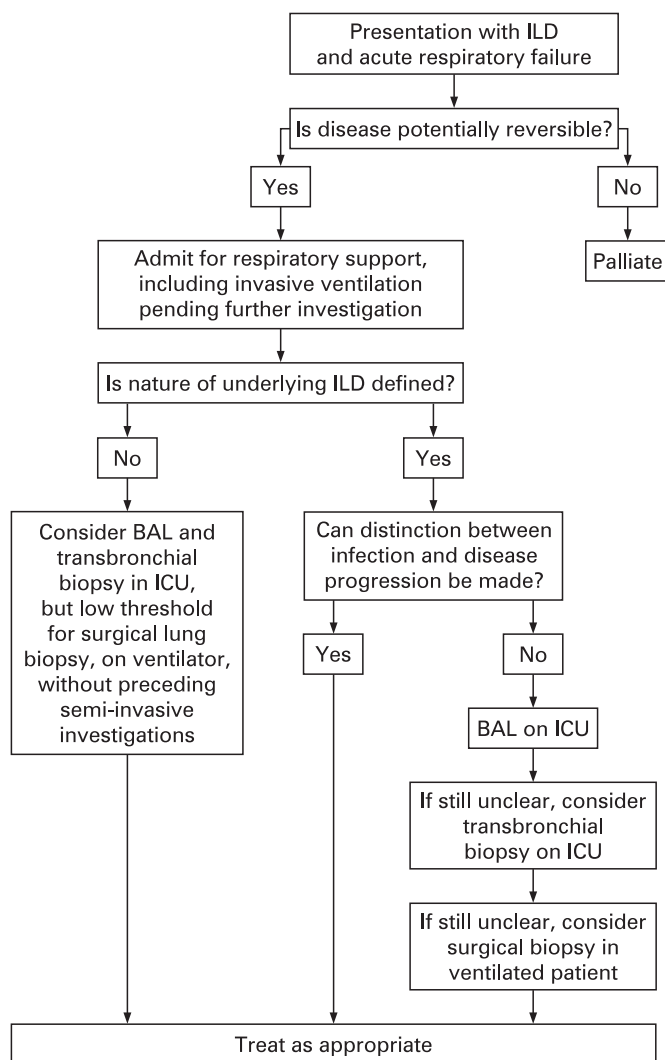 Presentation with ILD
and acute respiratory failure
Is disease potentially reversible?
Yes
No
Admit for respiratory support,
including invasive ventilation
pending further investigation
Palliate
Is nature of underlying ILD defined?
No
Yes
Consider BAL and
transbronchial
biopsy in ICU,
but low threshold
for surgical lung
biopsy, on ventilator,
without preceding
semi-invasive
investigations
Can distinction between
infection and disease
progression be made?
Yes
No
BAL on ICU
If still unclear, consider
transbronchial
biopsy on ICU
If still unclear, consider
surgical biopsy in
ventilated patient
Treat as appropriate